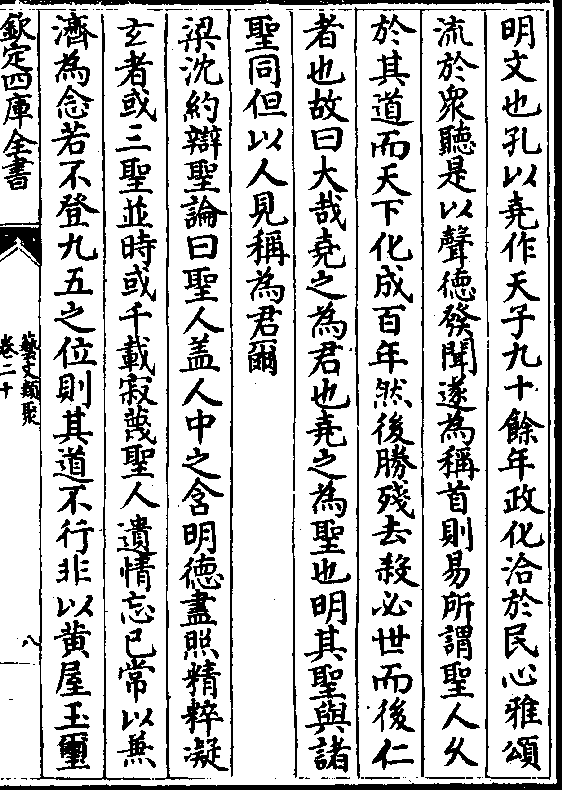 明文也孔以堯作天子九十餘年政化洽於民心雅頌
流於衆聽是以聲徳發聞遂為稱首則易所謂聖人久
於其道而天下化成百年然後勝殘去殺必世而後仁
者也故曰大哉堯之為君也堯之為聖也明其聖與諸
聖同但以人見稱為君爾
梁沈約辯聖論曰聖人盖人中之含明德盡照精粹凝
玄者或三聖並時或千載寂蔑聖人遺情忘已常以兼
濟為念若不登九五之位則其道不行非以黄屋玉璽
欽定四庫全書
藝文類聚
卷二十
八